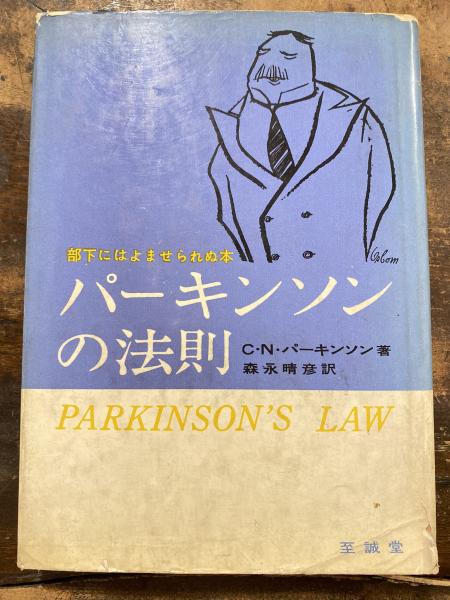 部下にはよませられぬ本
パーキンソン
の法則
C・N・パーキンソン著
森永晴彦訳
PARKINSON'S LAW
至誠堂